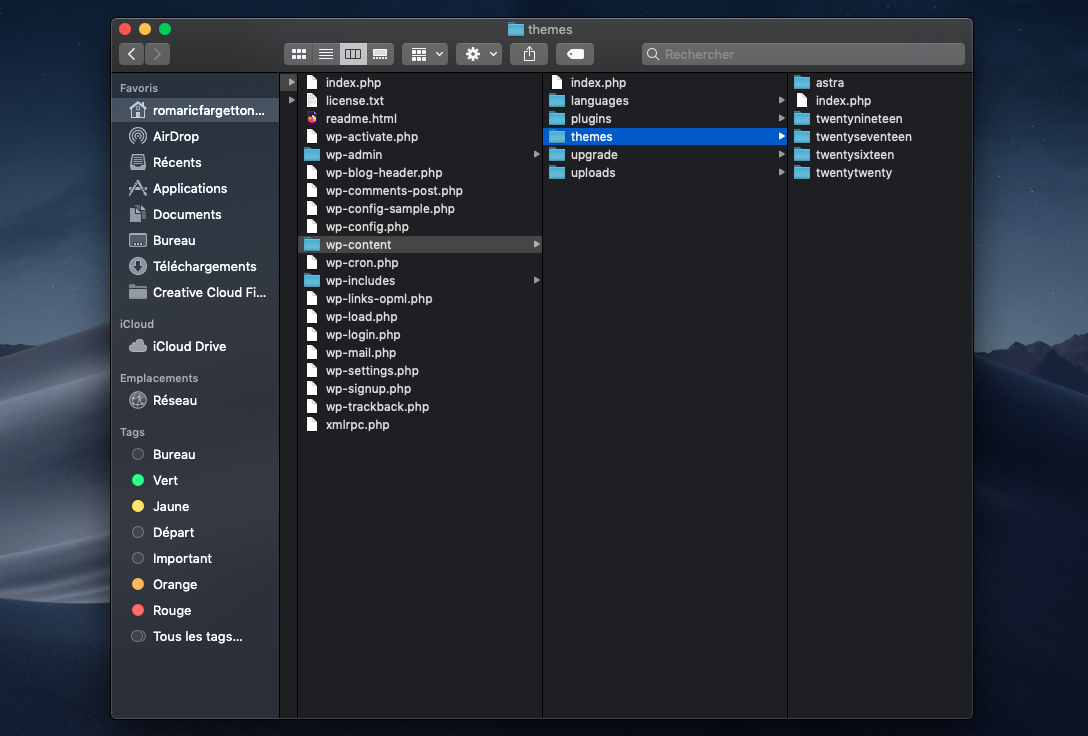 themes
Rechercher
Favoris
romaricfargetton...
AirDrop
Récents
Applications
Documents
Bureau
Téléchargements
Creative Cloud Fi...
iCloud
iCloud Drive
Emplacements
Réseau
Tags
Bureau
Vert
Jaune
Départ
Important
Orange
Rouge
Tous les tags...
index.php
license.txt
readme.html
wp-activate.php
wp-admin
wp-blog-header.php
wp-comments-post.php
wp-config-sample.php
wp-config.php
wp-content
wp-cron.php
wp-includes
wp-links-opml.php
wp-load.php
wp-login.php
wp-mail.php
wp-settings.php
wp-signup.php
wp-trackback.php
xmlrpc.php
index.php
languages
plugins
themes
upgrade
uploads
astra
index.php
twentynineteen
twentyseventeen
twentysixteen
twentytwenty